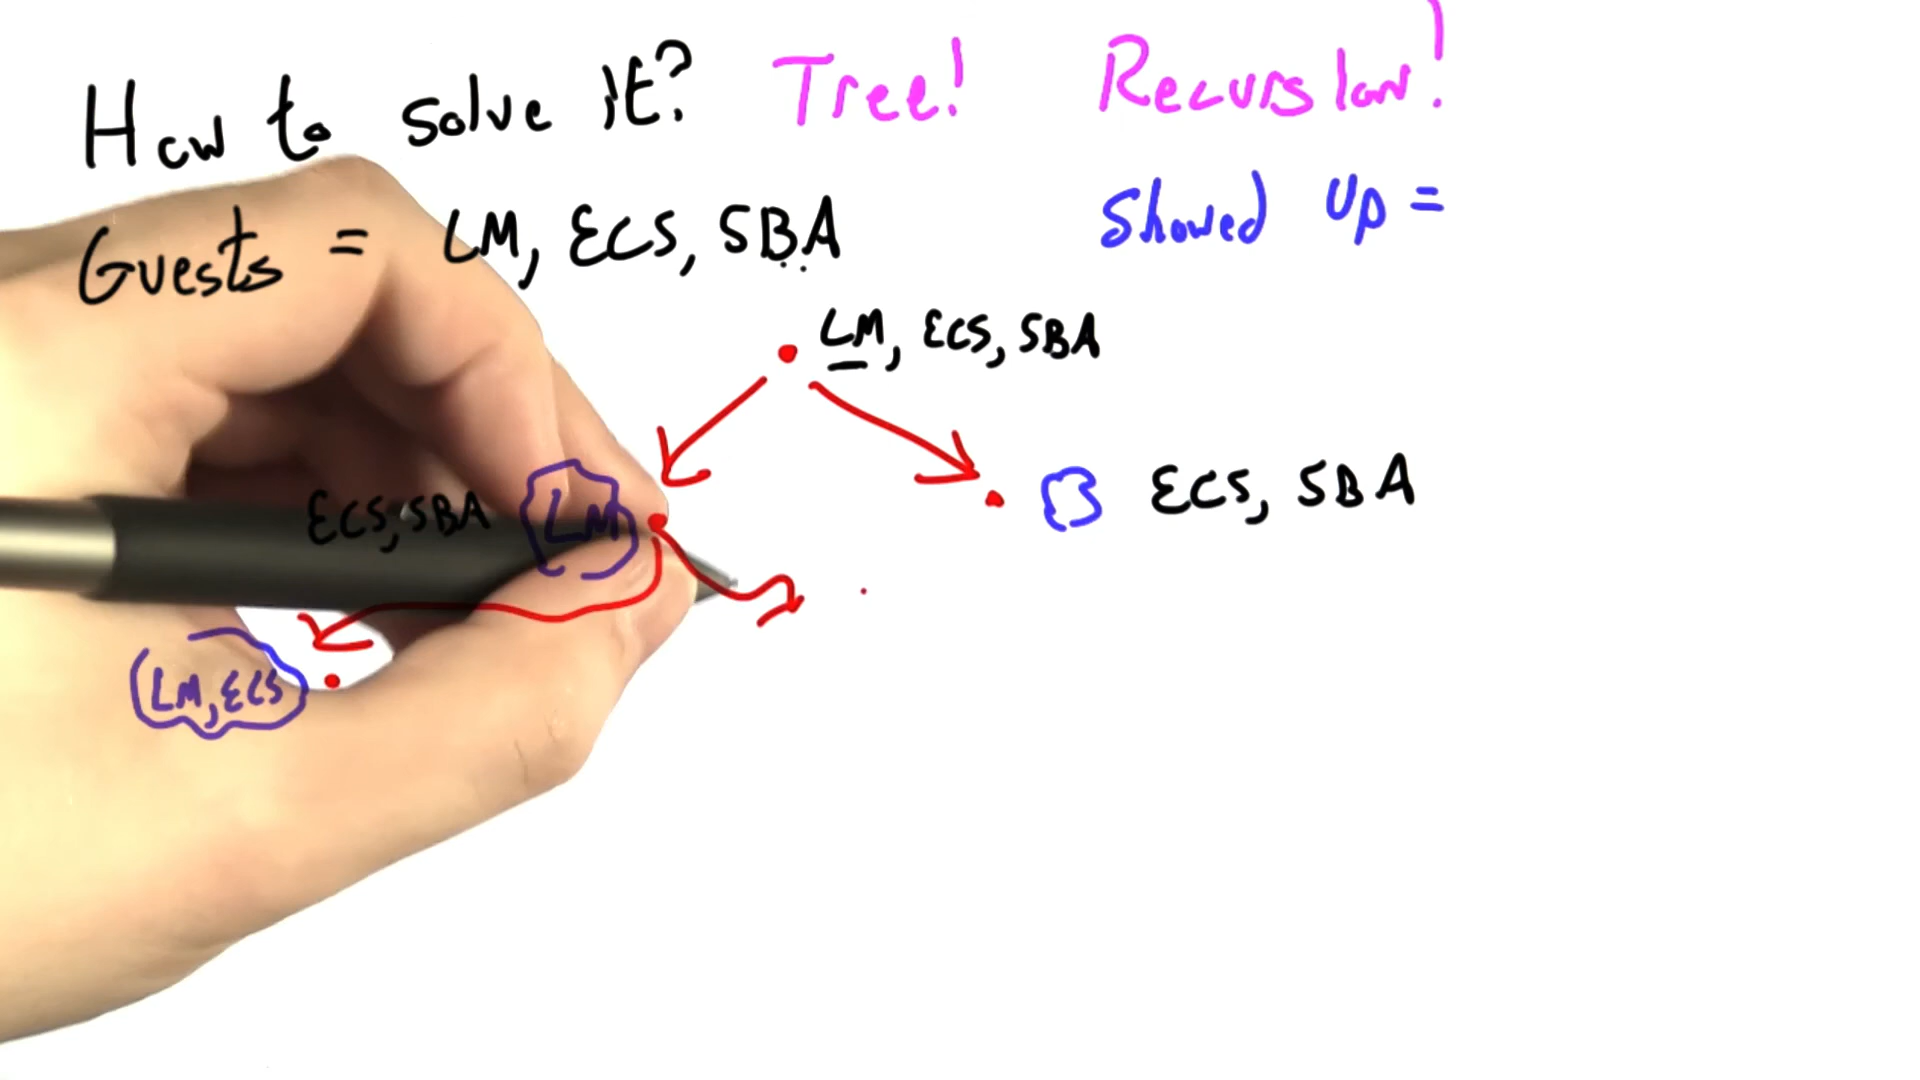 How to solve it? Tree! Recursion!
Guests = LM, ECS, SBA Showed Up =
LM, ECS, SBA
ECS, SBA LM
ECS, SBA
LM, ECS